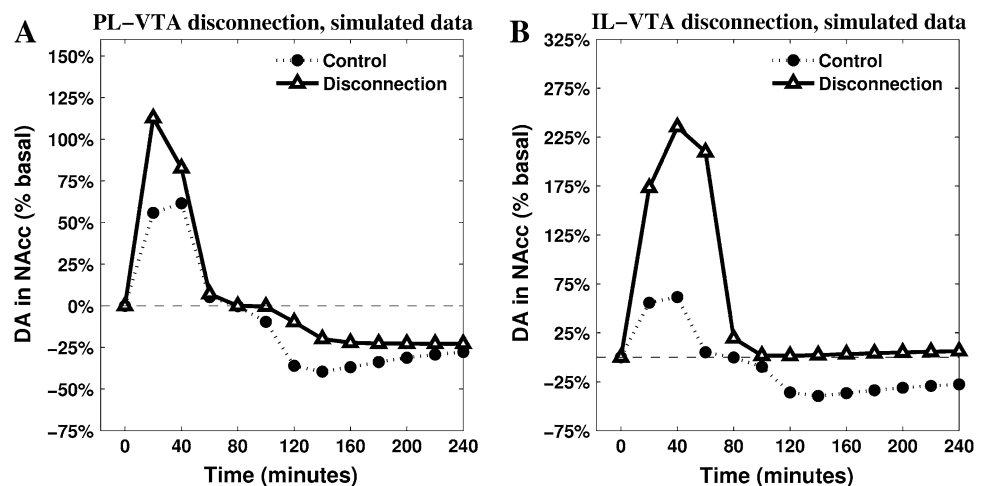 A
PL−VTA disconnection, simulated data
150%
125%
100%
75%
50%
25%
0%
−25%
−50%
−75%
DA in NAcc (% basal)
Control
Disconnection
0 40 80 120 160 200 240
Time (minutes)
B
IL−VTA disconnection, simulated data
325%
275%
225%
175%
125%
75%
25%
−25%
−75%
DA in NAcc (% basal)
Control
Disconnection
0 40 80 120 160 200 240
Time (minutes)